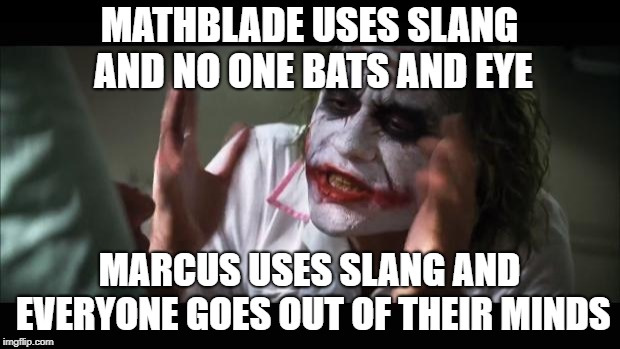 MATHBLADE USES SLANG
AND NO ONE BATS AND EYE
MARCUS USES SLANG AND
EVERYONE GOES OUT OF THEIR MINDS
imgflip.com